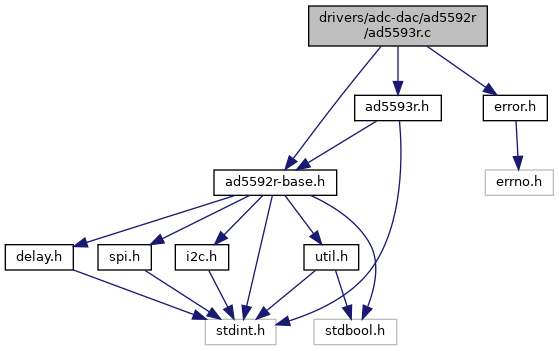 drivers/adc-dac/ad5592r
/ad5593r.c
ad5593r.h
error.h
ad5592r-base.h
errno.h
delay.h
spi.h
i2c.h
util.h
stdint.h
stdbool.h